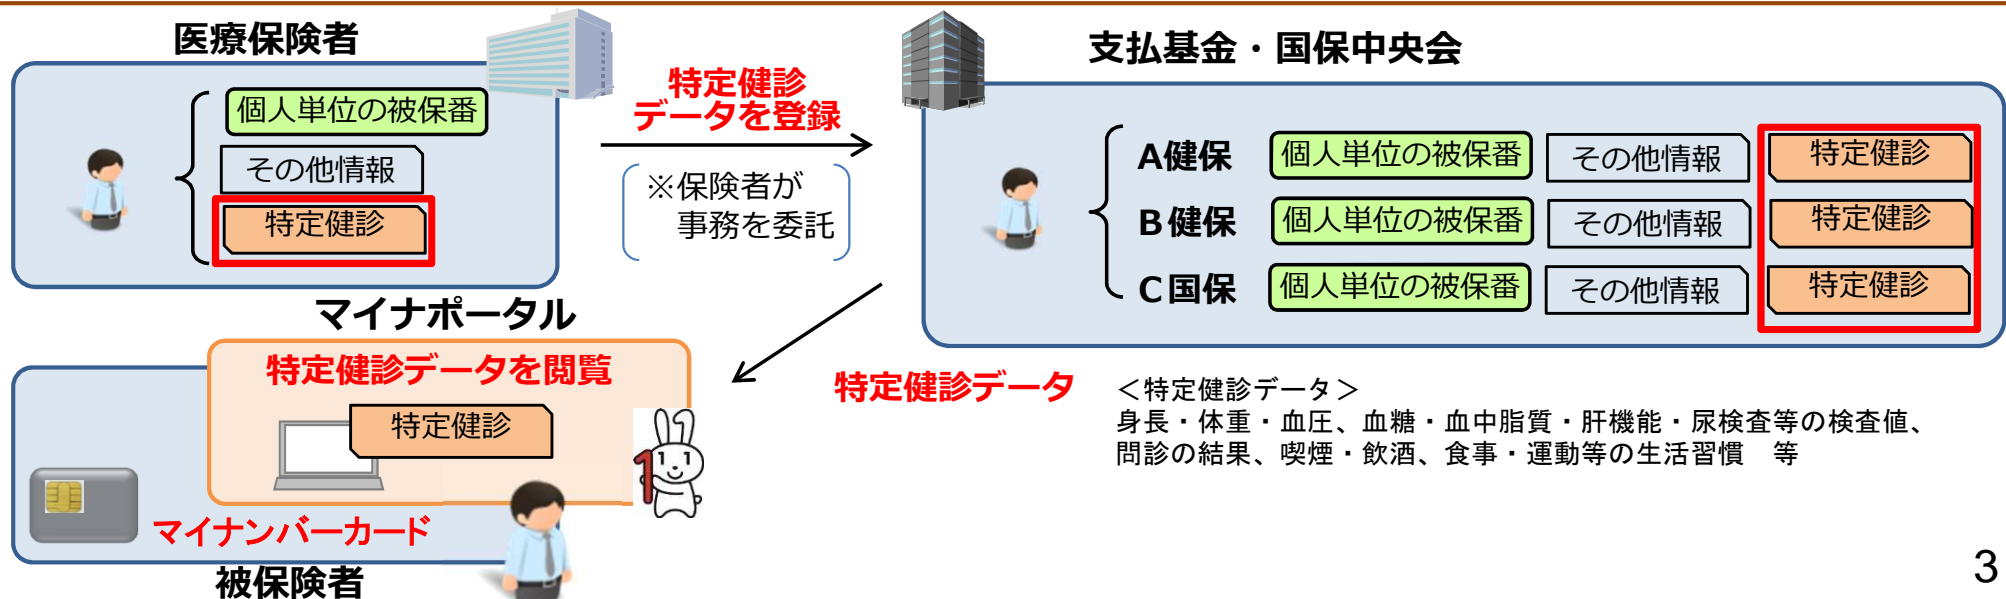 医療保険者
個人単位の被保番
その他情報
特定健診
特定健診
データを登録
※保険者が
事務を委託
支払基金・国保中央会
A健保 個人単位の被保番 その他情報 特定健診
B健保 個人単位の被保番 その他情報 特定健診
C国保 個人単位の被保番 その他情報 特定健診
マイナポータル
特定健診データを閲覧
特定健診
1
マイナンバーカード
被保険者
特定健診データ
＜特定健診データ＞
身長・体重・血圧、血糖・血中脂質・肝機能・尿検査等の検査値、
問診の結果、喫煙・飲酒、食事・運動等の生活習慣　等
3